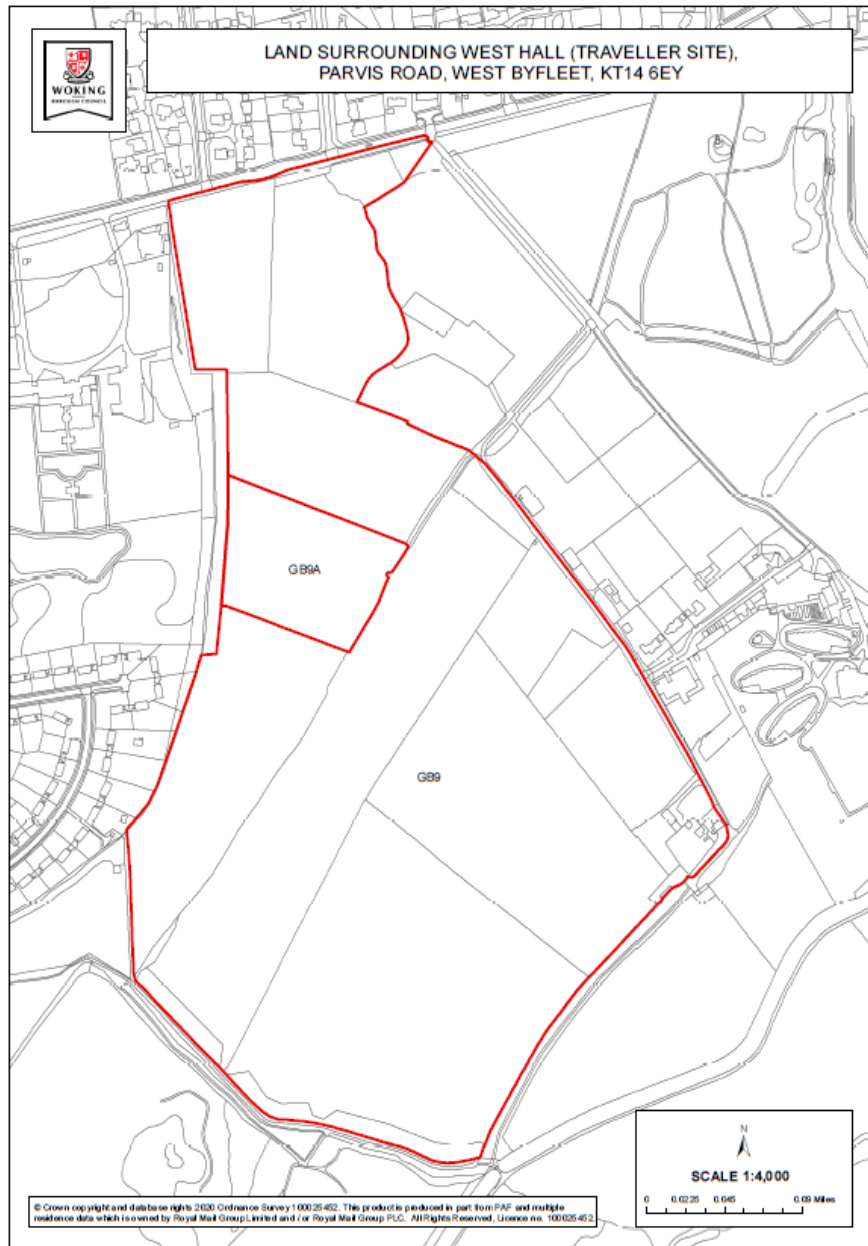 WOKING
BOROUGH COUNCIL
LAND SURROUNDING WEST HALL (TRAVELLER SITE),
PARVIS ROAD, WEST BYFLEET, KT14 6EY
GB9A
GB9
N
SCALE 1:4,000
0 0.0225 0.045 0.09 Miles
© Crown copyright and database rights 2020 Ordnance Survey 100025452. This product is produced in part from PAF and multiple
residence data which is owned by Royal Mail Group Limited and / or Royal Mail Group PLC. All Rights Reserved, Licence no. 100025452